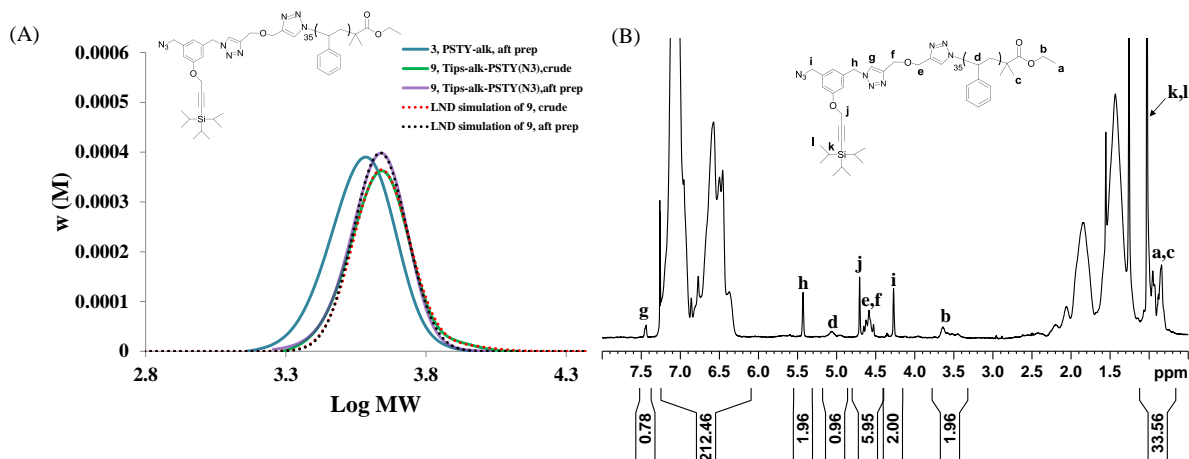 (A)
0.0006
0.0005
0.0004
0.0003
0.0002
0.0001
0
w (M)
2.8 3.3 3.8 4.3
Log MW
N3 N N=N O N=N N 35 O O
O
Si
3, PSTY-alk, aft prep
9, Tips-alk-PSTY(N3),crude
9, Tips-alk-PSTY(N3),aft prep
LND simulation of 9, crude
LND simulation of 9, aft prep
(B)
i h g f e d c b a
N3 N N=N O N=N N 35 O O
O j
l k Si
k,l
g h d j e,f i b a,c
7.5 7.0 6.5 6.0 5.5 5.0 4.5 4.0 3.5 3.0 2.5 2.0 1.5 ppm
0.78 212.46 1.96 0.96 5.95 2.00 1.96 33.56